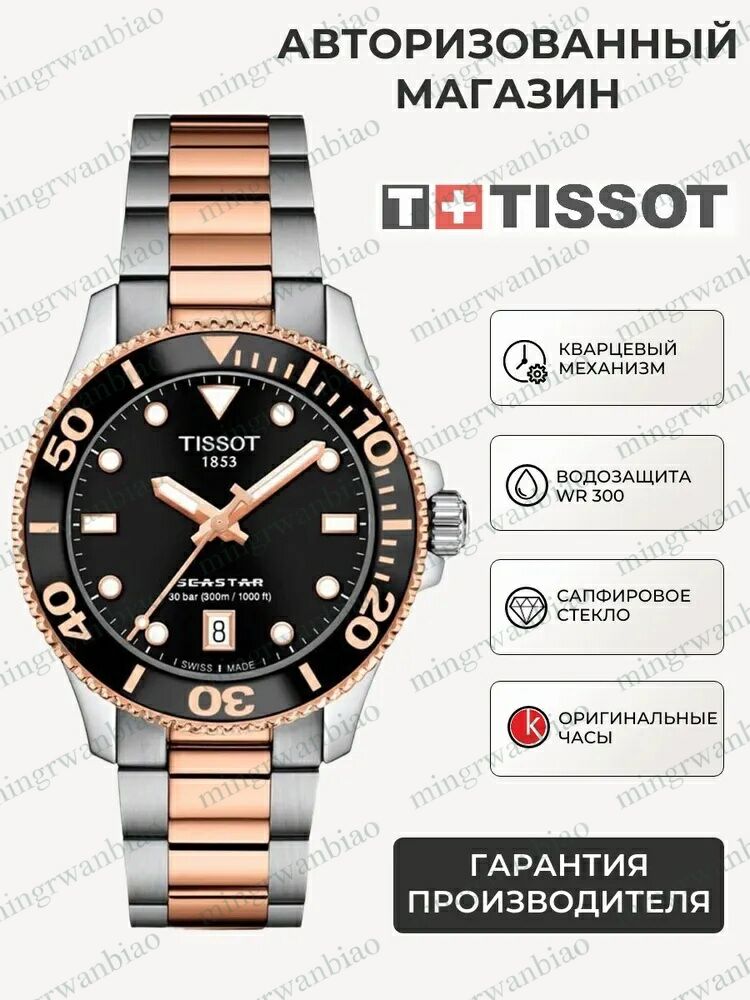 АВТОРИЗОВАННЫЙ
МАГАЗИН
T+TISSOT
КВАРЦЕВЫЙ
МЕХАНИЗМ
ВОДОЗАЩИТА
WR 300
САПФИРОВОЕ
СТЕКЛО
ОРИГИНАЛЬНЫЕ
ЧАСЫ
ГАРАНТИЯ
ПРОИЗВОДИТЕЛЯ
TISSOT
1853
SEASTAR
30 bar (300m / 1000 ft)
8
SWISS MADE
10
20
30
40
50
mingrwanbiao